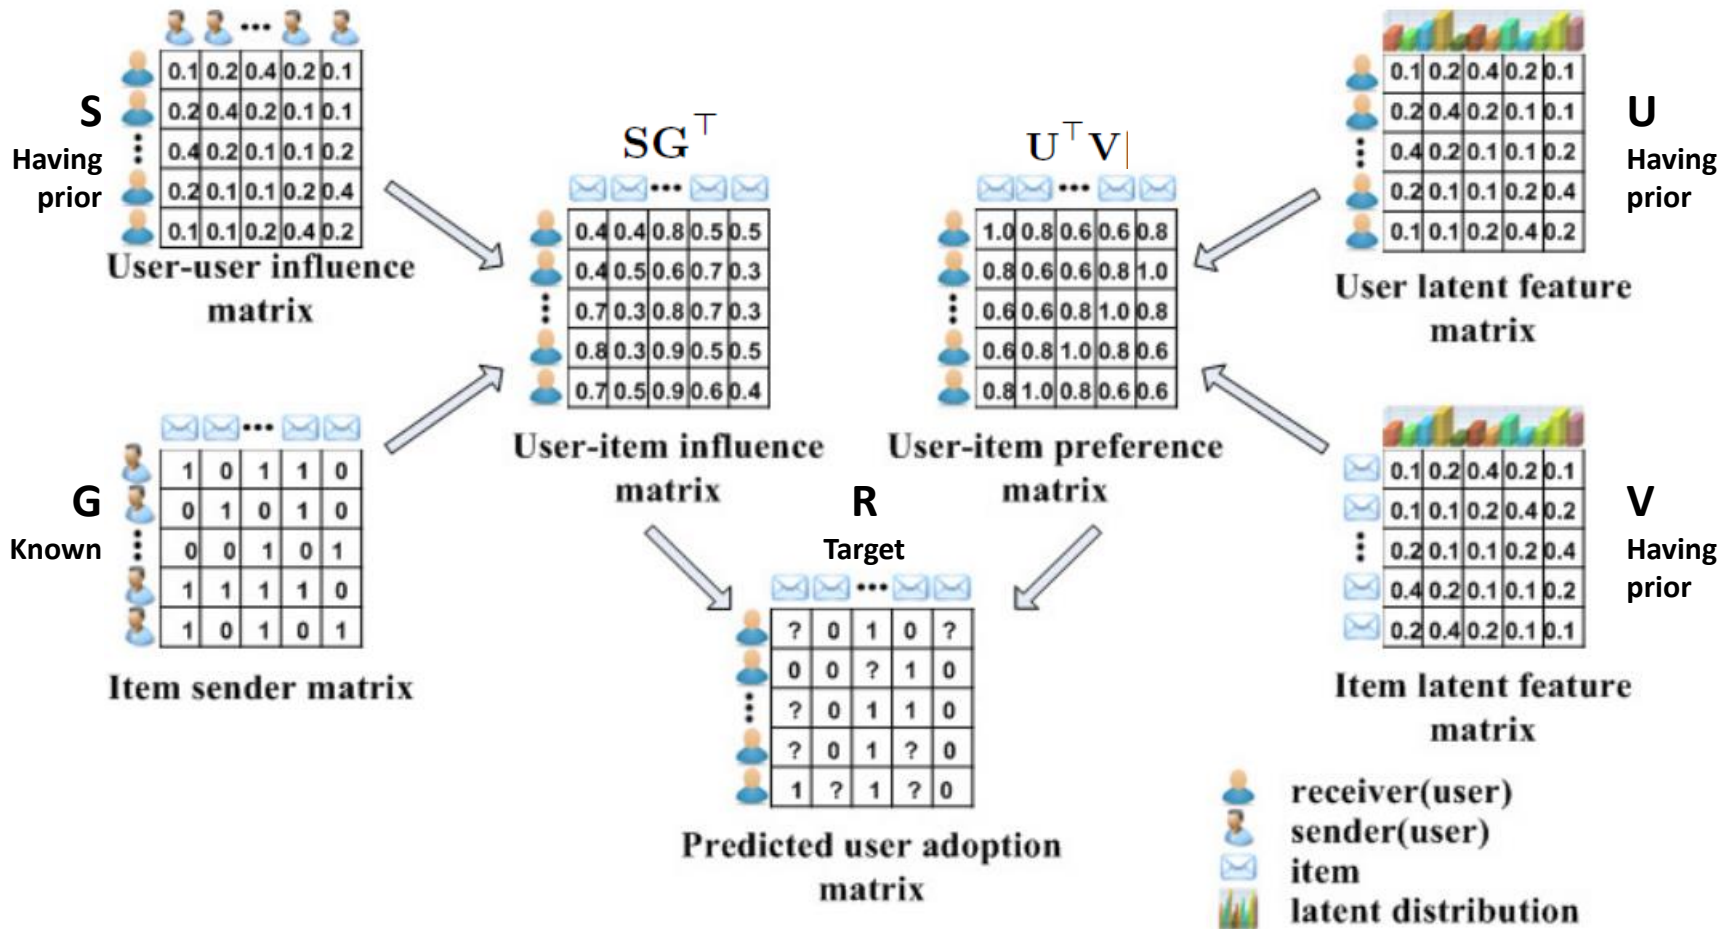 S
Having
prior
0.1 0.2 0.4 0.2 0.1
0.2 0.4 0.2 0.1 0.1
0.4 0.2 0.1 0.1 0.2
0.2 0.1 0.1 0.2 0.4
0.1 0.1 0.2 0.4 0.2
User-user influence
matrix
G
Known
1 0 1 1 0
0 1 0 1 0
0 0 1 0 1
1 1 1 1 0
1 0 1 0 1
Item sender matrix
SG⊤
0.4 0.4 0.8 0.5 0.5
0.4 0.5 0.6 0.7 0.3
0.7 0.3 0.8 0.7 0.3
0.8 0.3 0.9 0.5 0.5
0.7 0.5 0.9 0.6 0.4
User-item influence
matrix
U⊤V|
1.0 0.8 0.6 0.6 0.8
0.8 0.6 0.6 0.8 1.0
0.6 0.6 0.8 1.0 0.8
0.6 0.8 1.0 0.8 0.6
0.8 1.0 0.8 0.6 0.6
User-item preference
matrix
R
Target
? 0 1 0 ?
0 0 ? 1 0
? 0 1 1 0
? 0 1 ? 0
1 ? 1 ? 0
Predicted user adoption
matrix
U
Having
prior
0.1 0.2 0.4 0.2 0.1
0.2 0.4 0.2 0.1 0.1
0.4 0.2 0.1 0.1 0.2
0.2 0.1 0.1 0.2 0.4
0.1 0.1 0.2 0.4 0.2
User latent feature
matrix
V
Having
prior
0.1 0.2 0.4 0.2 0.1
0.1 0.1 0.2 0.4 0.2
0.2 0.1 0.1 0.2 0.4
0.4 0.2 0.1 0.1 0.2
0.2 0.4 0.2 0.1 0.1
Item latent feature
matrix
receiver(user)
sender(user)
item
latent distribution